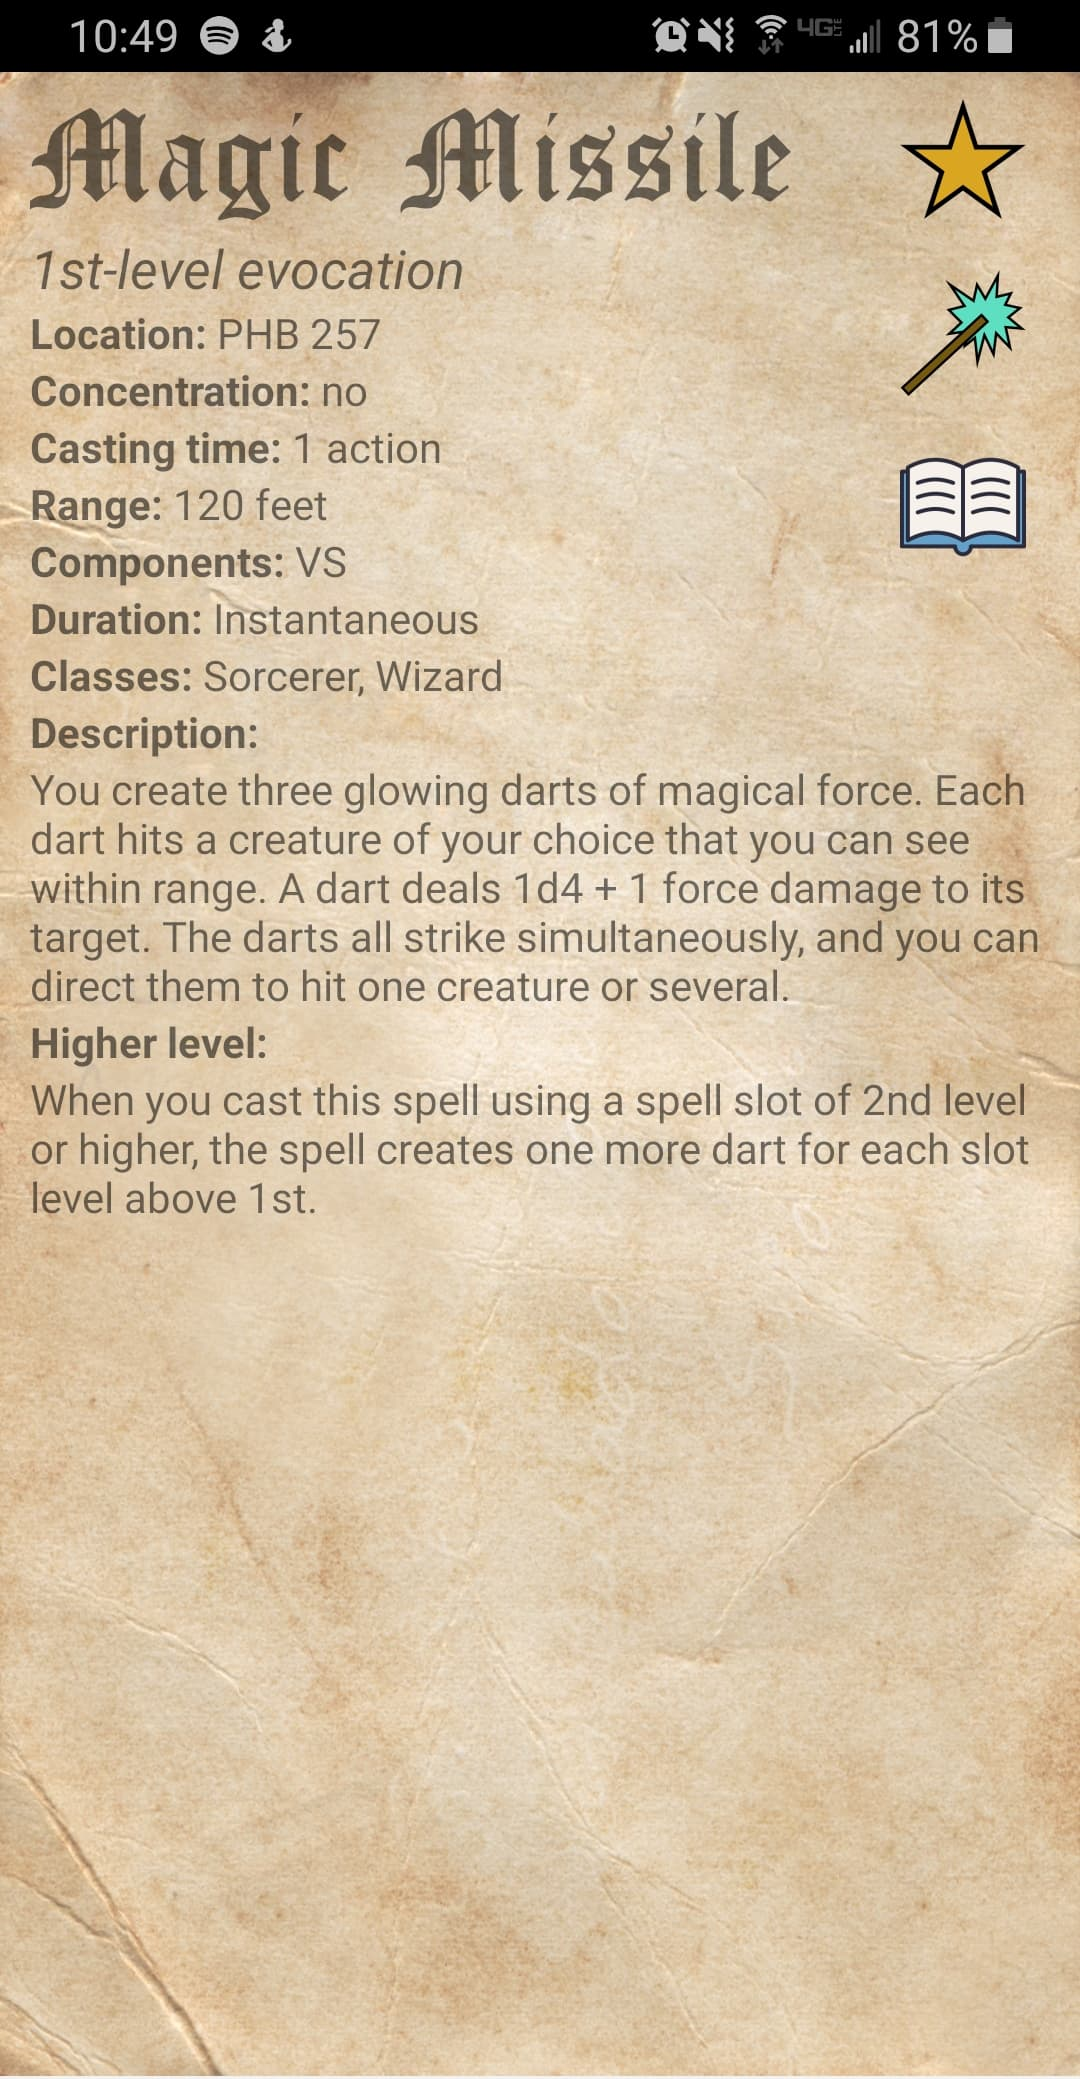 10:49 4G LTE 81%
Magic Missile
1st-level evocation
Location: PHB 257
Concentration: no
Casting time: 1 action
Range: 120 feet
Components: VS
Duration: Instantaneous
Classes: Sorcerer, Wizard
Description:
You create three glowing darts of magical force. Each
dart hits a creature of your choice that you can see
within range. A dart deals 1d4 + 1 force damage to its
target. The darts all strike simultaneously, and you can
direct them to hit one creature or several.
Higher level:
When you cast this spell using a spell slot of 2nd level
or higher, the spell creates one more dart for each slot
level above 1st.